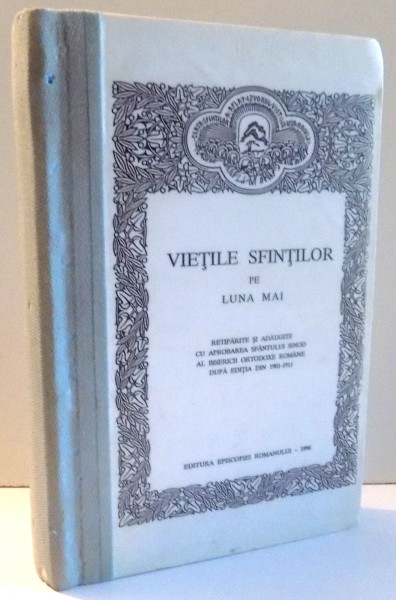 VIEŢILE SFINŢILOR
PE
LUNA MAI
RETIPĂRITE ŞI ADĂUGITE
CU APROBAREA SFÂNTULUI SINOD
AL BISERICII ORTODOXE ROMÂNE
DUPĂ EDIŢIA DIN 1901-1911
EDITURA EPISCOPIEI ROMANULUI - 1996